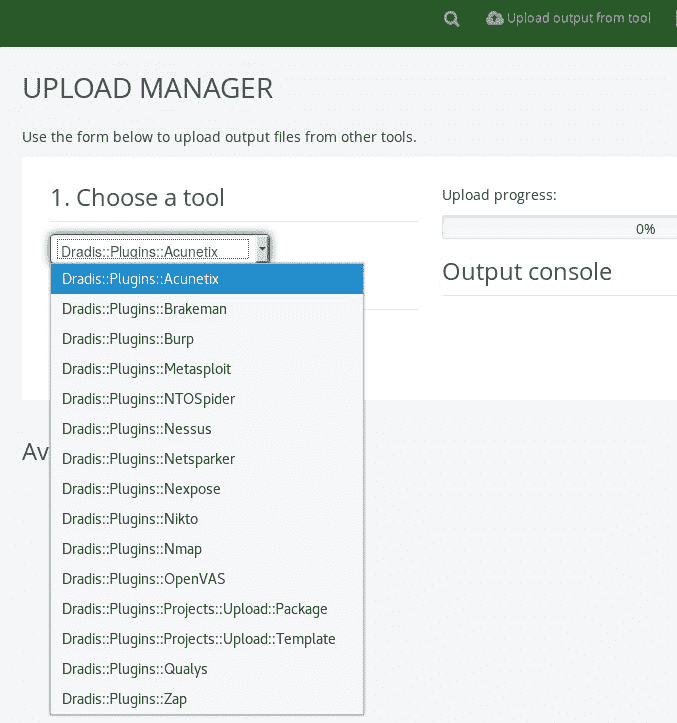 Upload output from tool
UPLOAD MANAGER
Use the form below to upload output files from other tools.
1. Choose a tool
Dradis::Plugins::Acunetix
Dradis::Plugins::Acunetix
Dradis::Plugins::Brakeman
Dradis::Plugins::Burp
Dradis::Plugins::Metasploit
Dradis::Plugins::NTOSpider
Dradis::Plugins::Nessus
Dradis::Plugins::Netsparker
Dradis::Plugins::Nexpose
Dradis::Plugins::Nikto
Dradis::Plugins::Nmap
Dradis::Plugins::OpenVAS
Dradis::Plugins::Projects::Upload::Package
Dradis::Plugins::Projects::Upload::Template
Dradis::Plugins::Qualys
Dradis::Plugins::Zap
Av
Upload progress:
0%
Output console